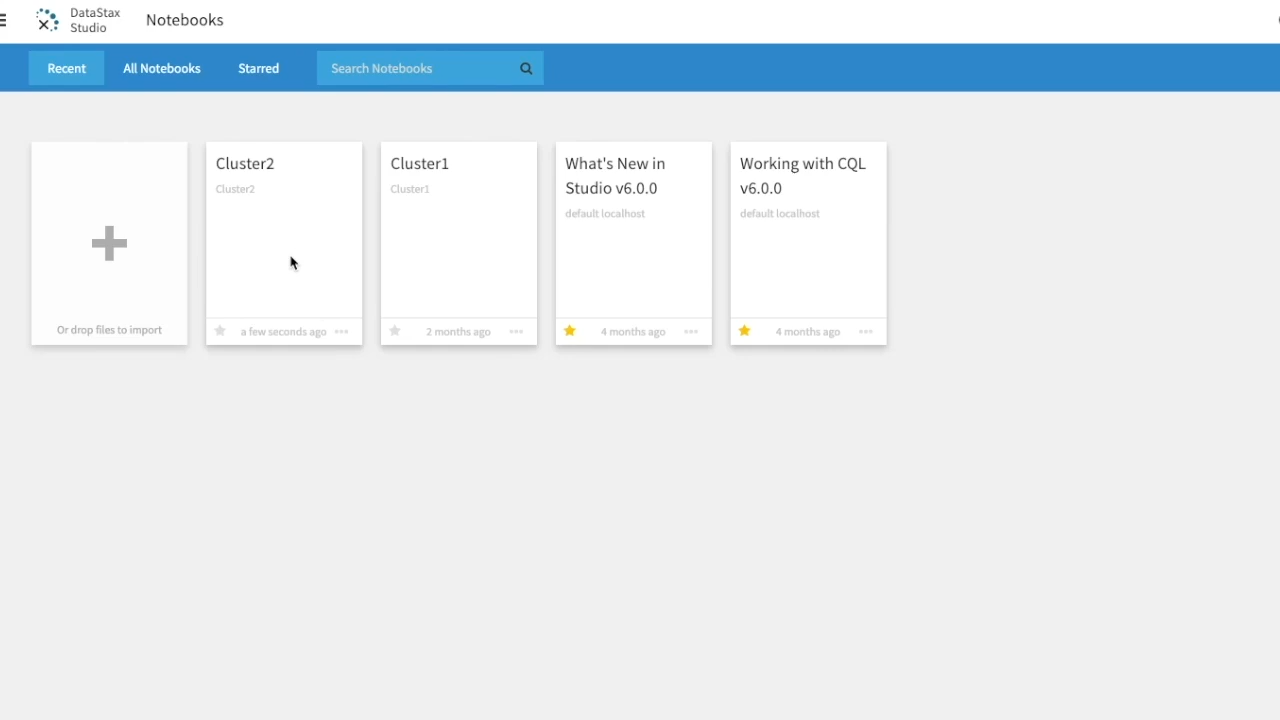 DataStax
Studio
Notebooks
Recent
All Notebooks
Starred
Search Notebooks
Or drop files to import
Cluster2
Cluster2
a few seconds ago
Cluster1
Cluster1
2 months ago
What's New in
Studio v6.0.0
default localhost
4 months ago
Working with CQL
v6.0.0
default localhost
4 months ago